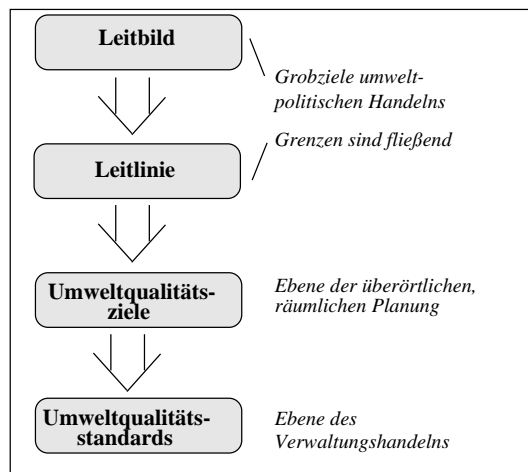 Leitbild
Grobziele umwelt-
politischen Handelns
Grenzen sind fließend
Leitlinie
Umweltqualitäts-
ziele
Ebene der überörtlichen,
räumlichen Planung
Umweltqualitäts-
standards
Ebene des
Verwaltungshandelns